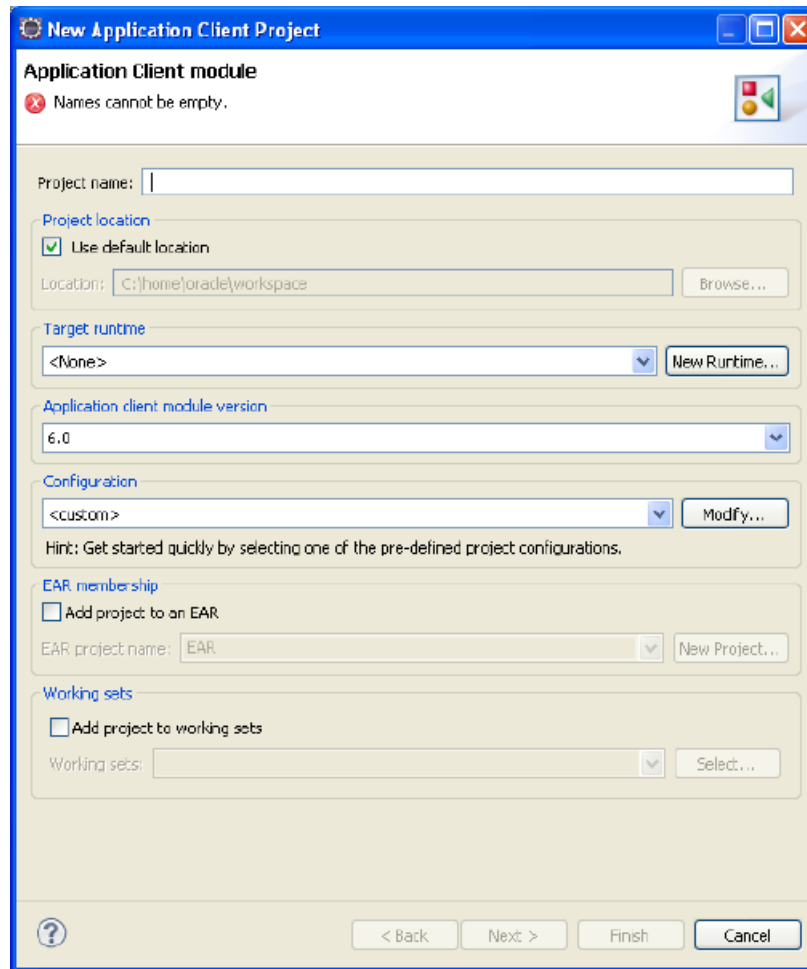 New Application Client Project
Application Client module
Names cannot be empty.
Project name:
Project location
Use default location
Location: C:\home\oracle\workspace Browse...
Target runtime
<None> New Runtime...
Application client module version
6.0
Configuration
<custom> Modify...
Hint: Get started quickly by selecting one of the pre-defined project configurations.
EAR membership
Add project to an EAR
EAR project name: EAR New Project...
Working sets
Add project to working sets
Working sets: Select...
? < Back Next > Finish Cancel